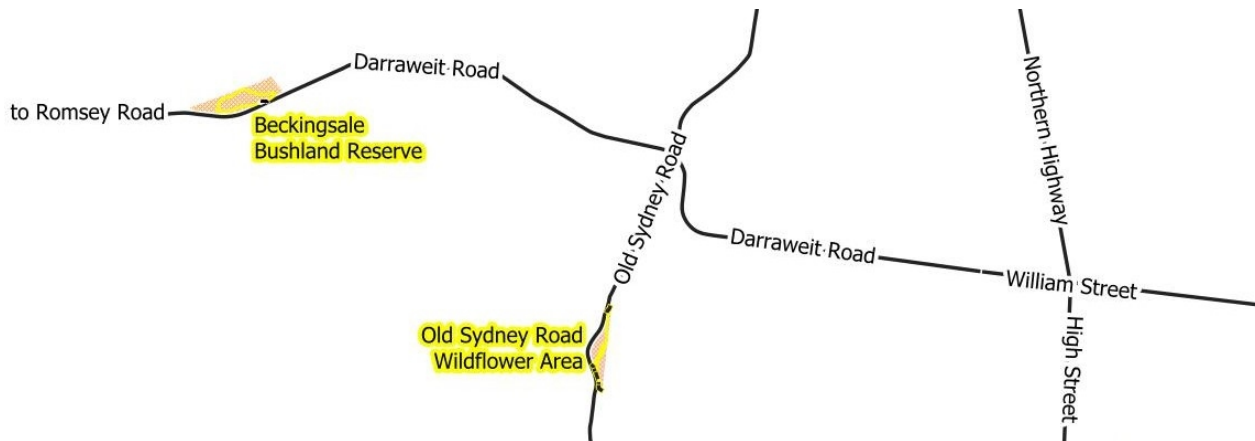 Darraweit Road
to Romsey Road
Beckingsale
Bushland Reserve
Old Sydney Road
Northern Highway
Darraweit Road
William Street
Old Sydney Road
Wildflower Area
High Street